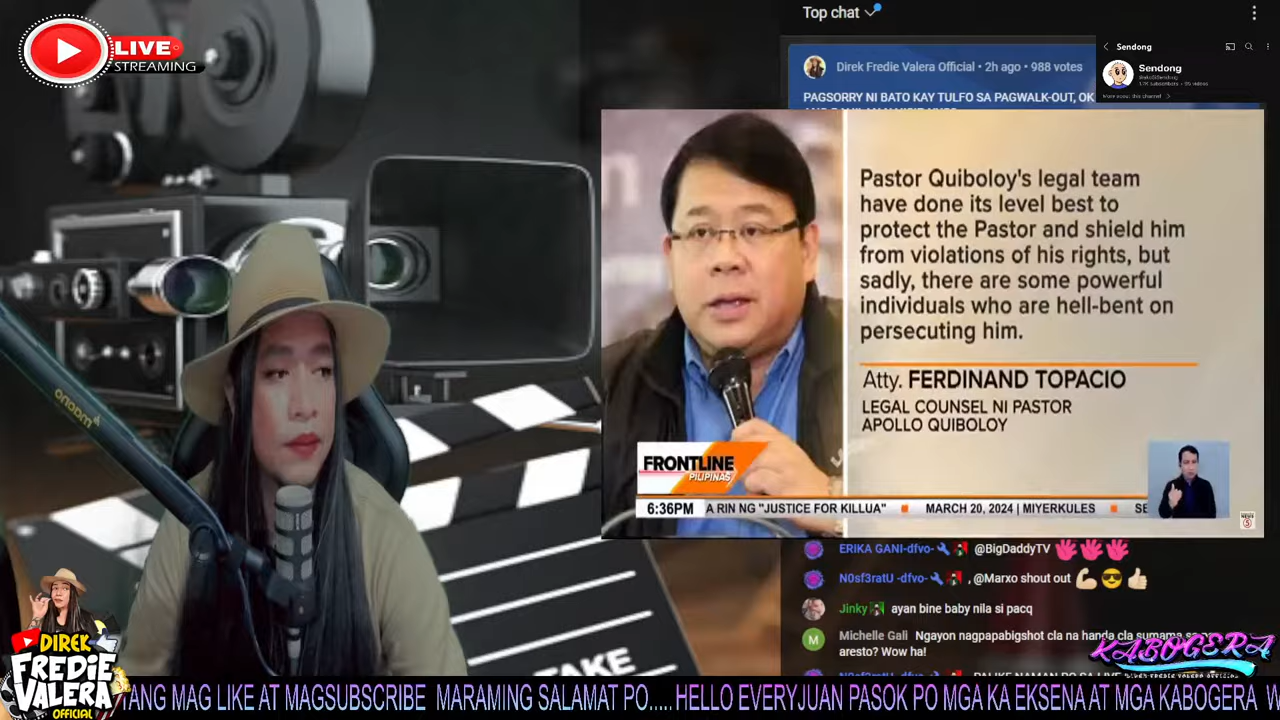 LIVE
STREAMING
Top chat
Direk Fredie Valera Official • 2h ago • 988 votes
PAGSORRY NI BATO KAY TULFO SA PAGWALK-OUT, OK
Sendong
Sendong
Pastor Quiboloy's legal team
have done its level best to
protect the Pastor and shield him
from violations of his rights, but
sadly, there are some powerful
individuals who are hell-bent on
persecuting him.
Atty. FERDINAND TOPACIO
LEGAL COUNSEL NI PASTOR
APOLLO QUIBOLOY
FRONTLINE
PILIPINAS
6:36PM A RIN NG "JUSTICE FOR KILLUA" MARCH 20, 2024 | MIYERKULES SE
maono
ERIKA GANI-dfvo- @BigDaddyTV
N0sf3ratU -dfvo- , @Marxo shout out
Jinky ayan bine baby nila si pacq
M Michelle Gali Ngayon nagpapabigshot cla na handa cla sumama sa
aresto? Wow ha!
KABOGERA
TAKE
DIREK
FREDIE
VALERA
OFFICIAL
TANG MAG LIKE AT MAGSUBSCRIBE MARAMING SALAMAT PO..... HELLO EVERYJUAN PASOK PO MGA KA EKSENA AT MGA KABOGERA W